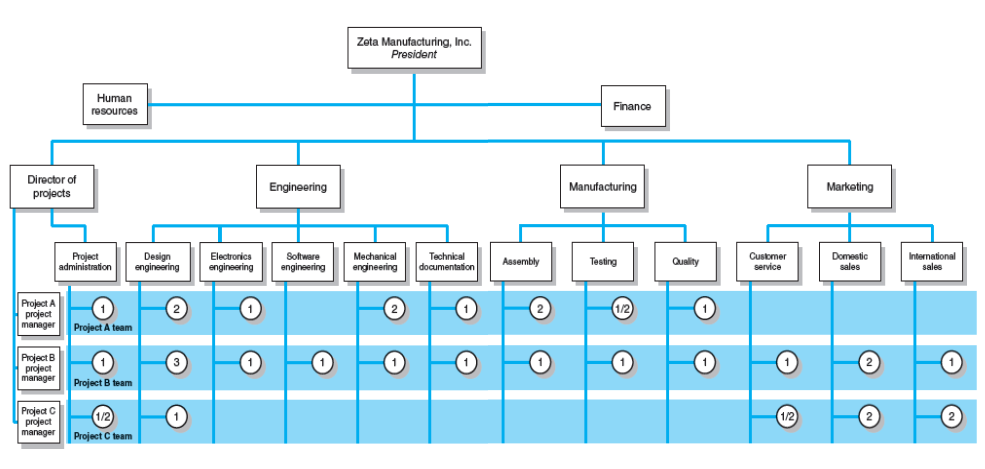 Zeta Manufacturing, Inc.
President
Human
resources
Finance
Director of
projects
Engineering
Manufacturing
Marketing
Project
administration
Design
engineering
Electronics
engineering
Software
engineering
Mechanical
engineering
Technical
documentation
Assembly
Testing
Quality
Customer
service
Domestic
sales
International
sales
Project A
project
manager
1
2
1
2
1
2
1/2
1
Project A team
Project B
project
manager
1
3
1
1
1
1
1
1
1
1
2
1
Project B team
Project C
project
manager
1/2
1
1/2
2
2
Project C team